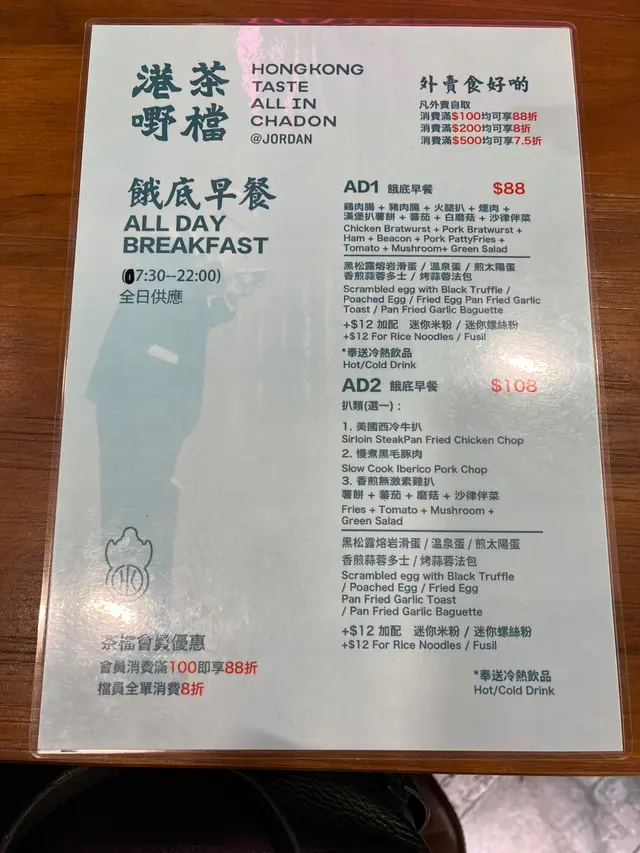 港茶
嘢檔
HONGKONG
TASTE
ALL IN
CHADON
@JORDAN
外賣食好啲
凡外賣自取
消費滿$100均可享88折
消費滿$200均可享8折
消費滿$500均可享7.5折
餓底早餐
ALL DAY
BREAKFAST
(07:30--22:00)
全日供應
AD1 餓底早餐 $88
鷄肉腸 + 豬肉腸 + 火腿扒 + 煙肉 +
漢堡扒薯餅 + 蕃茄 + 白磨菇 + 沙律伴菜
Chicken Bratwurst + Pork Bratwurst +
Ham + Beacon + Pork PattyFries +
Tomato + Mushroom+ Green Salad
黑松露熔岩滑蛋 / 溫泉蛋 / 煎太陽蛋
香煎蒜蓉多士 / 烤蒜蓉法包
Scrambled egg with Black Truffle /
Poached Egg / Fried Egg Pan Fried Garlic
Toast / Pan Fried Garlic Baguette
+$12 加配 迷你米粉 / 迷你螺絲粉
+$12 For Rice Noodles / Fusil
*奉送冷熱飲品
Hot/Cold Drink
AD2 餓底早餐 $108
扒類(選一) :
1. 美國西冷牛扒
Sirloin SteakPan Fried Chicken Chop
2. 慢煮黑毛豚肉
Slow Cook Iberico Pork Chop
3. 香煎無激素雞扒
薯餅 + 蕃茄 + 磨菇 + 沙律伴菜
Fries + Tomato + Mushroom +
Green Salad
黑松露熔岩滑蛋 / 溫泉蛋 / 煎太陽蛋
香煎蒜蓉多士 / 烤蒜蓉法包
Scrambled egg with Black Truffle
/ Poached Egg / Fried Egg
Pan Fried Garlic Toast
/ Pan Fried Garlic Baguette
+$12 加配 迷你米粉 / 迷你螺絲粉
+$12 For Rice Noodles / Fusil
*奉送冷熱飲品
Hot/Cold Drink
茶檔會員優惠
會員消費滿100即享88折
檔員全單消費8折